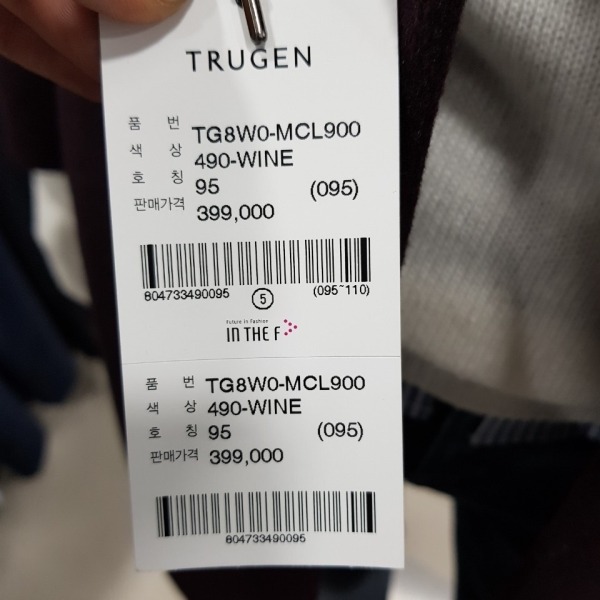 TRUGEN
품 번 TG8W0-MCL900
색 상 490-WINE
호 칭 95 (095)
판매가격 399,000
804733490095 (095~110)
5
Future in Fashion
IN THE F
품 번 TG8W0-MCL900
색 상 490-WINE
호 칭 95 (095)
판매가격 399,000
804733490095